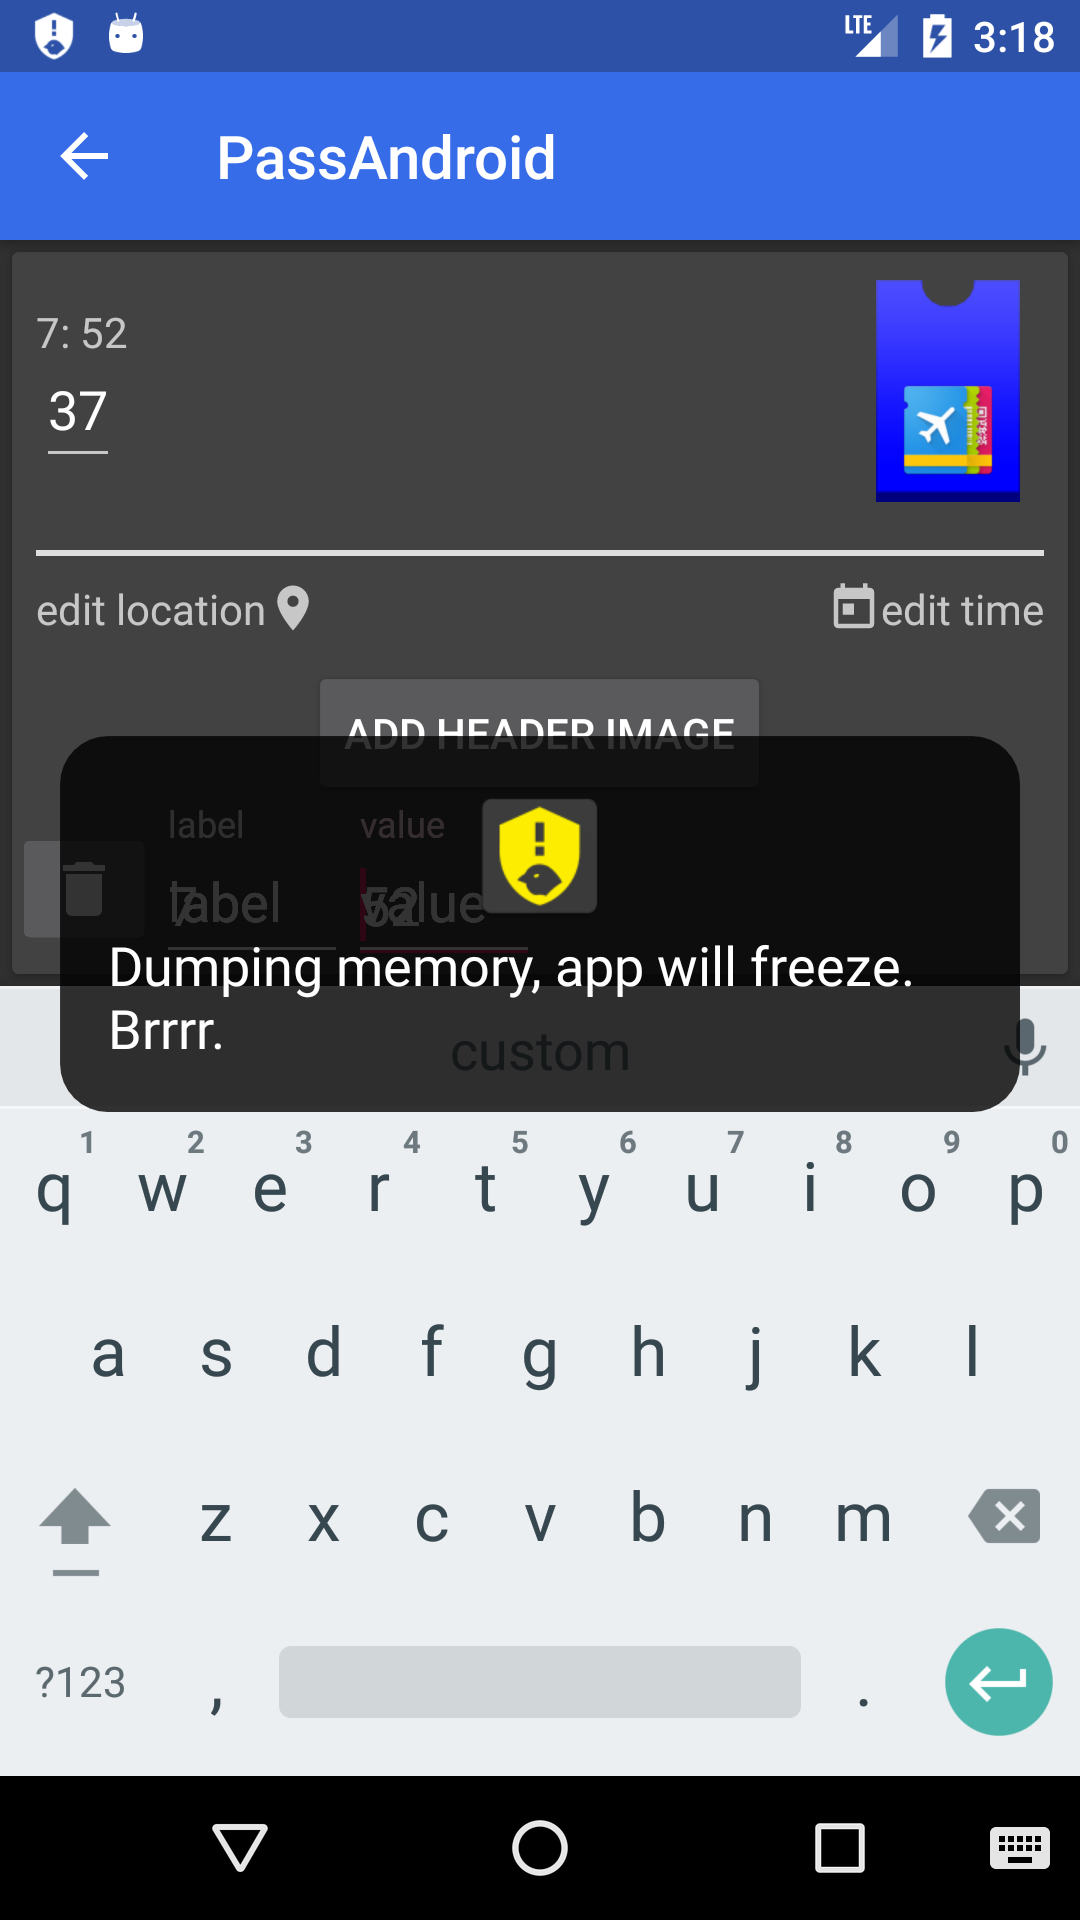 LTE 3:18
PassAndroid
7: 52
37
edit location edit time
ADD HEADER IMAGE
label value
label value
7 52
Dumping memory, app will freeze.
Brrrr.
custom
1 2 3 4 5 6 7 8 9 0
q w e r t y u i o p
a s d f g h j k l
z x c v b n m
?123 , .